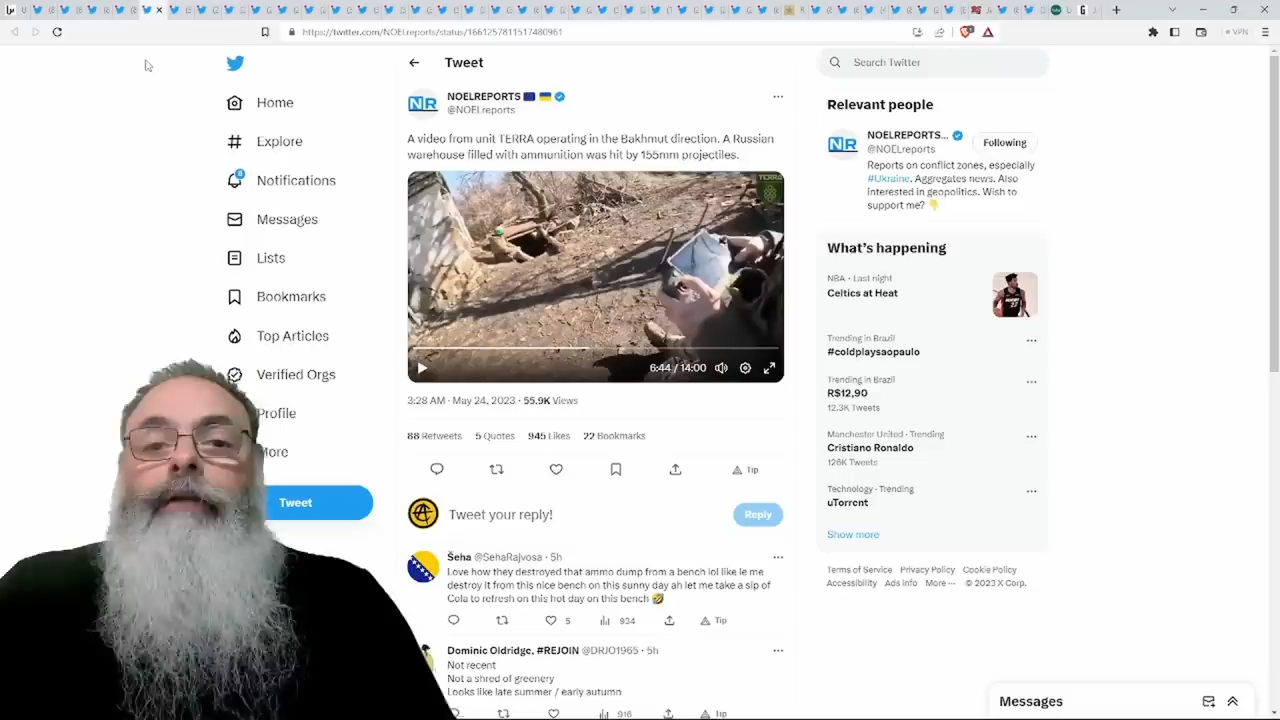 https://twitter.com/NOELreports/status/1661257811517480961
VPN
Home
Explore
Notifications
Messages
Lists
Bookmarks
Top Articles
Verified Orgs
Profile
More
Tweet
Tweet
NOELREPORTS
@NOELreports
A video from unit TERRA operating in the Bakhmut direction. A Russian
warehouse filled with ammunition was hit by 155mm projectiles.
TERRA
6:44 / 14:00
3:28 AM · May 24, 2023 · 55.9K Views
88 Retweets 5 Quotes 945 Likes 22 Bookmarks
Tip
Tweet your reply!
Reply
Šeha @SehaRajvosa · 5h
Love how they destroyed that ammo dump from a bench lol like le me
destroy it from this nice bench on this sunny day ah let me take a sip of
Cola to refresh on this hot day on this bench
5 934 Tip
Dominic Oldridge, #REJOIN @DRJO1965 · 5h
Not recent
Not a shred of greenery
Looks like late summer / early autumn
916 Tip
Search Twitter
Relevant people
NOELREPORTS...
@NOELreports
Following
Reports on conflict zones, especially
#Ukraine. Aggregates news. Also
interested in geopolitics. Wish to
support me?
What's happening
NBA · Last night
Celtics at Heat
Trending in Brazil
#coldplaysaopaulo
Trending in Brazil
R$12,90
12.3K Tweets
Manchester United · Trending
Cristiano Ronaldo
126K Tweets
Technology · Trending
uTorrent
Show more
Terms of Service Privacy Policy Cookie Policy
Accessibility Ads info More ··· © 2023 X Corp.
Messages